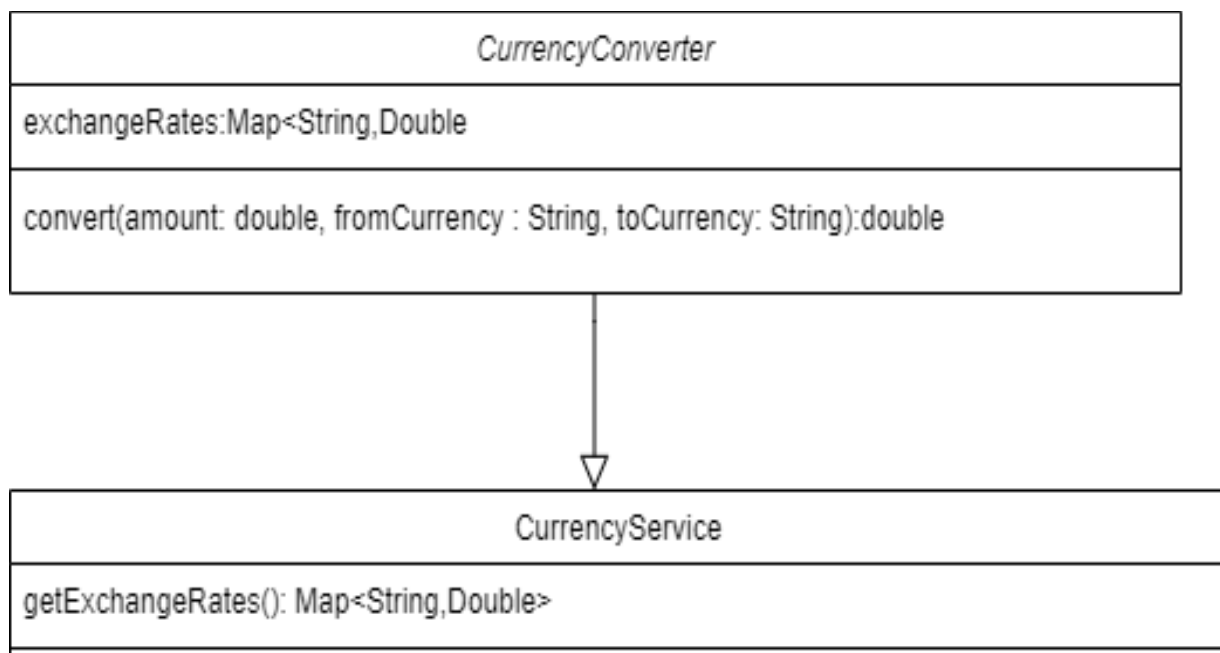 CurrencyConverter
exchangeRates:Map<String,Double
convert(amount: double, fromCurrency : String, toCurrency: String):double
CurrencyService
getExchangeRates(): Map<String,Double>